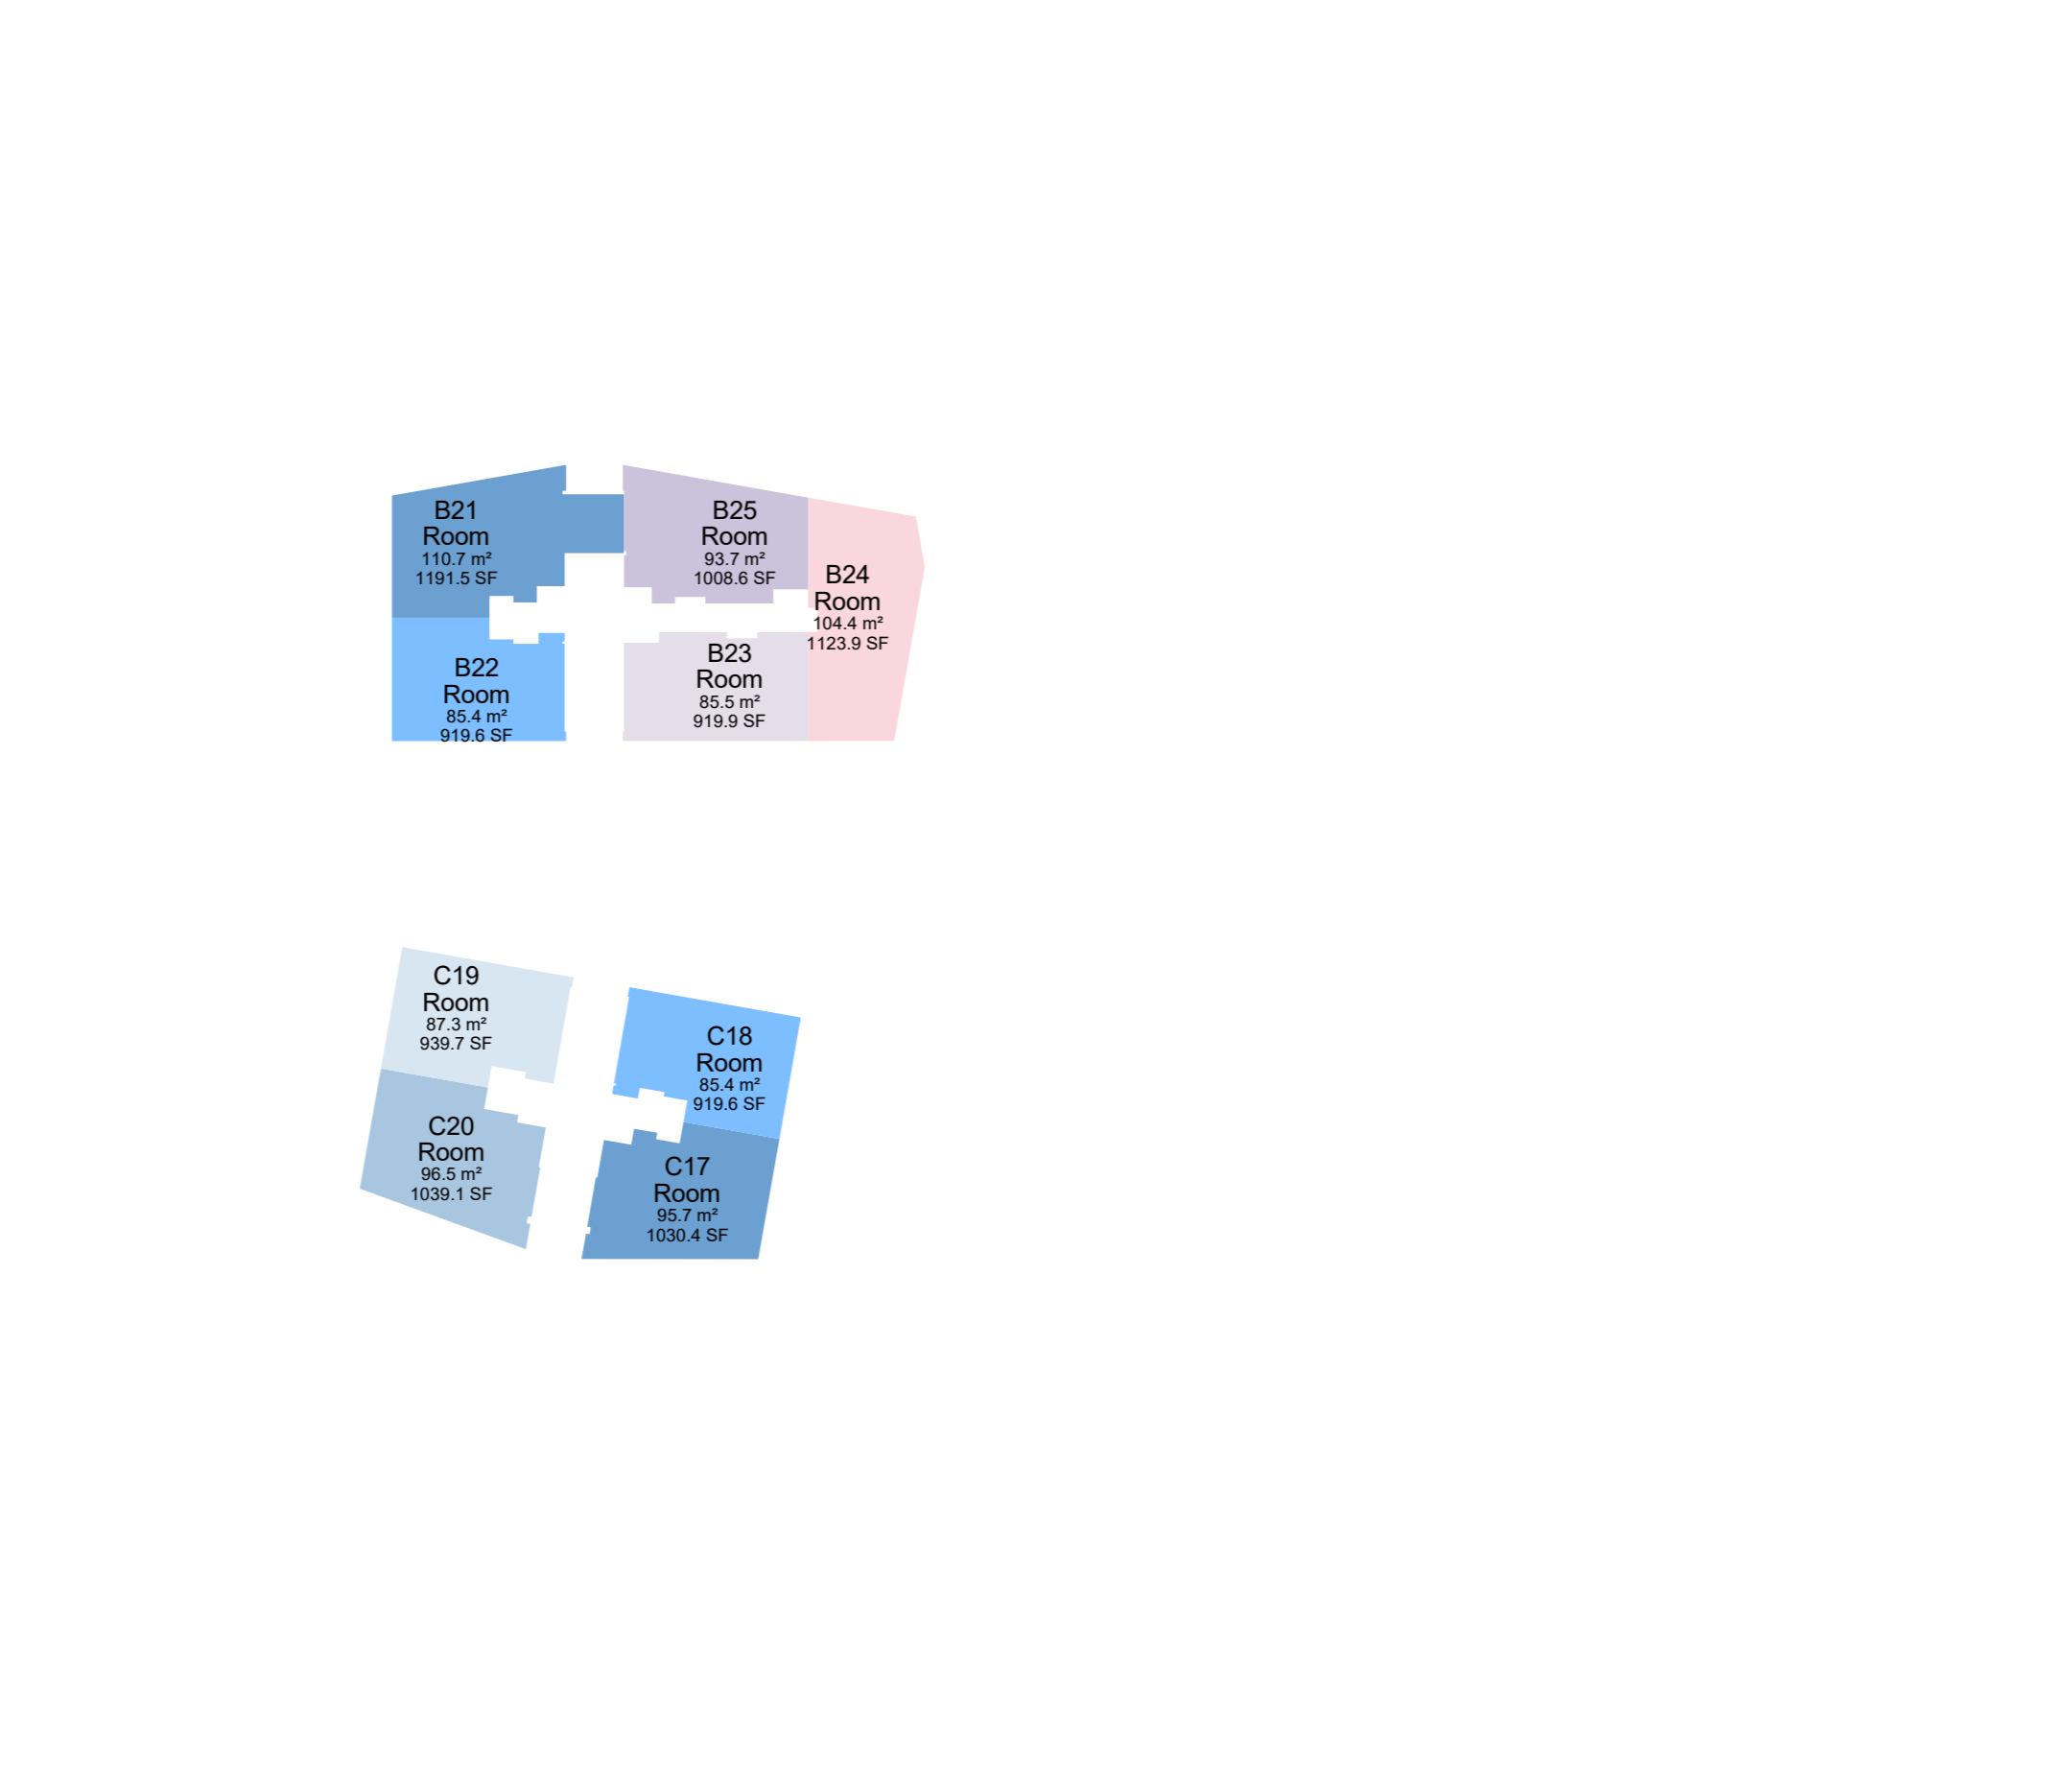 B21
Room
110.7 m²
1191.5 SF
B25
Room
93.7 m²
1008.6 SF
B24
Room
104.4 m²
1123.9 SF
B22
Room
85.4 m²
919.6 SF
B23
Room
85.5 m²
919.9 SF
C19
Room
87.3 m²
939.7 SF
C18
Room
85.4 m²
919.6 SF
C20
Room
96.5 m²
1039.1 SF
C17
Room
95.7 m²
1030.4 SF